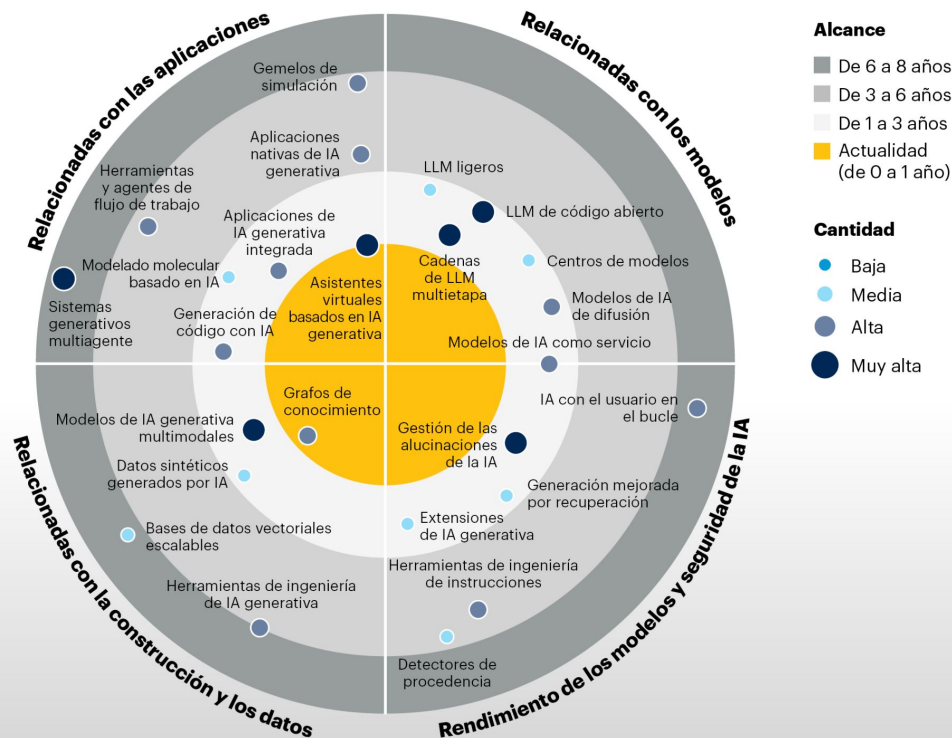 Relacionadas con las aplicaciones
Relacionadas con los modelos
Gemelos de
simulación
Aplicaciones
nativas de IA
generativa
Herramientas
y agentes de
flujo de trabajo
Aplicaciones de
IA generativa
integrada
Modelado molecular
basado en IA
Sistemas
generativos
multiagente
Generación de
código con IA
Asistentes
virtuales
basados en IA
generativa
LLM ligeros
LLM de código abierto
Cadenas
de LLM
multietapa
Centros de modelos
Modelos de IA
de difusión
Modelos de IA como servicio
Grafos de
conocimiento
Modelos de IA generativa
multimodales
Datos sintéticos
generados por IA
Bases de datos vectoriales
escalables
Herramientas de ingeniería
de IA generativa
IA con el usuario en
el bucle
Gestión de las
alucinaciones
de la IA
Generación mejorada
por recuperación
Extensiones
de IA generativa
Herramientas de ingeniería
de instrucciones
Detectores de
procedencia
Relacionadas con la construcción y los datos
Rendimiento de los modelos y seguridad de la IA
Alcance
De 6 a 8 años
De 3 a 6 años
De 1 a 3 años
Actualidad
(de 0 a 1 año)
Cantidad
Baja
Media
Alta
Muy alta